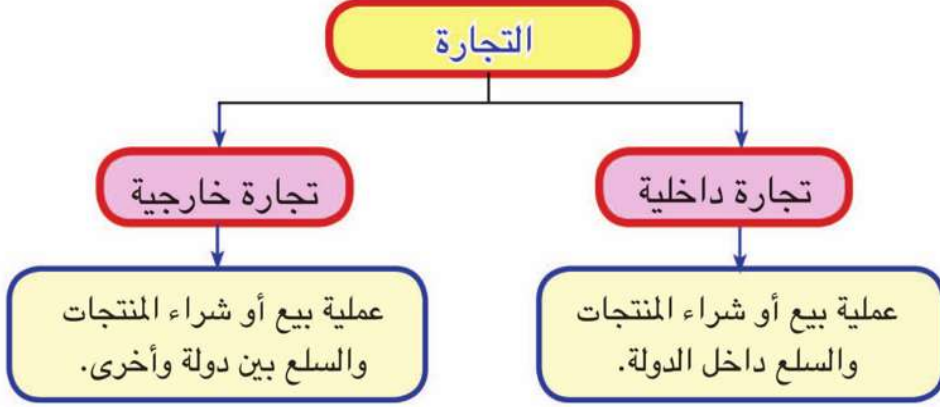 التجارة
تجارة داخلية
تجارة خارجية
عملية بيع أو شراء المنتجات
والسلع داخل الدولة.
عملية بيع أو شراء المنتجات
والسلع بين دولة وأخرى.